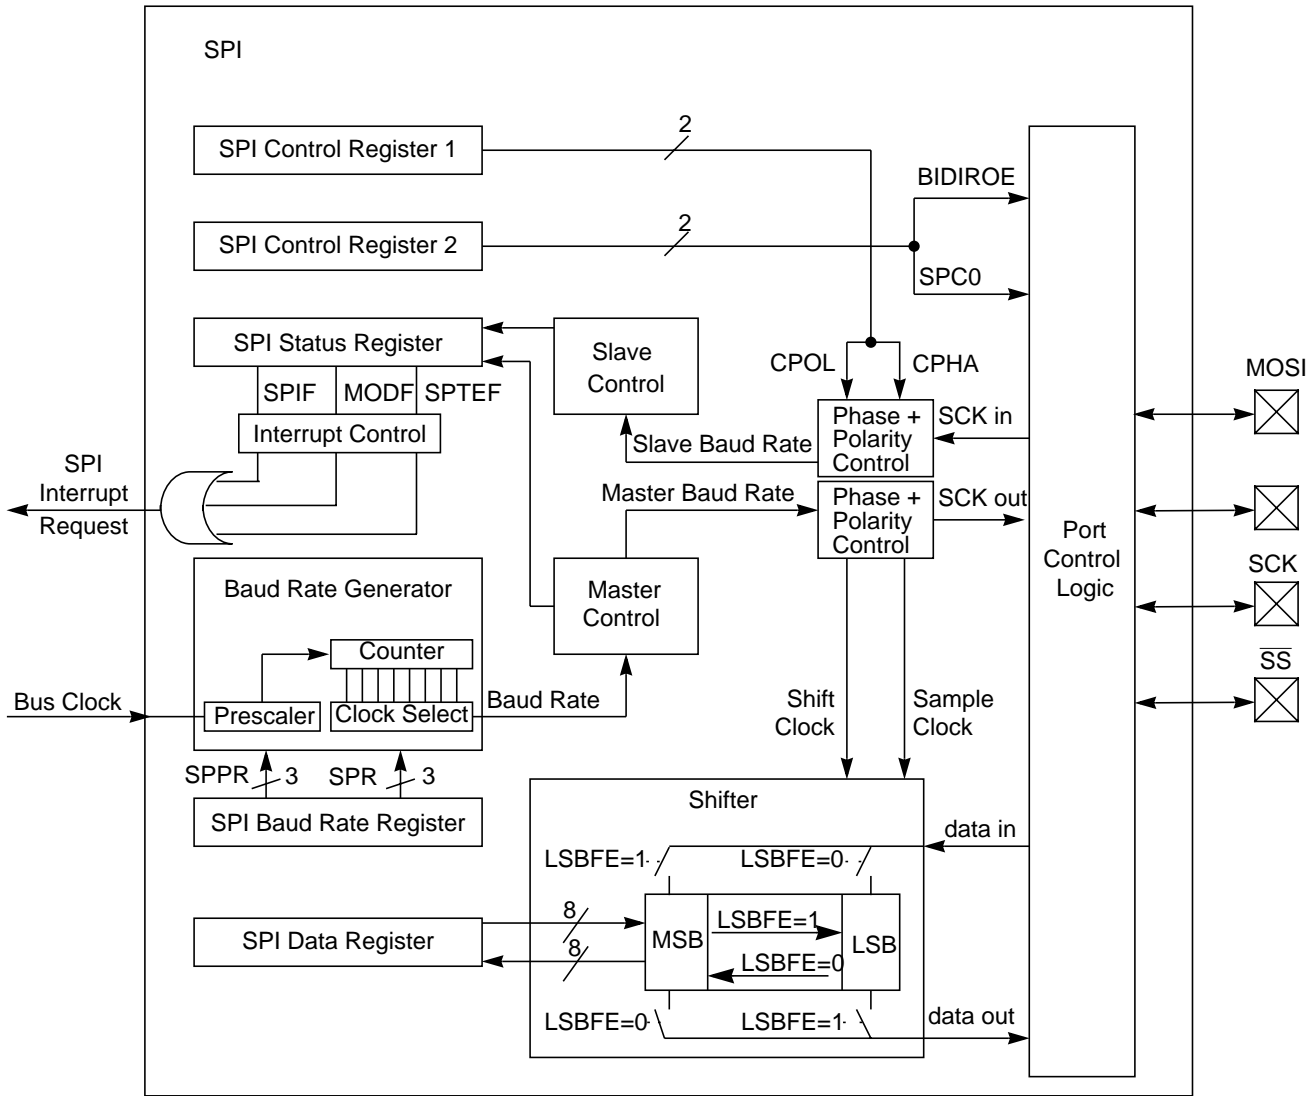 SPI
SPI Control Register 1
2
BIDIROE
SPI Control Register 2
2
SPC0
SPI Status Register
Slave
Control
CPOL
CPHA
MOSI
SPIF
MODF
SPTEF
Interrupt Control
Phase +
Polarity
Control
SCK in
Slave Baud Rate
SPI
Interrupt
Request
Master Baud Rate
Phase +
Polarity
Control
SCK out
Port
Control
Logic
Baud Rate Generator
Master
Control
SCK
Counter
SS
Bus Clock
Prescaler
Clock Select
Baud Rate
Shift
Clock
Sample
Clock
SPPR
3
SPR
3
SPI Baud Rate Register
Shifter
data in
LSBFE=1
LSBFE=0
SPI Data Register
8
8
MSB
LSBFE=1
LSBFE=0
LSB
LSBFE=0
LSBFE=1
data out